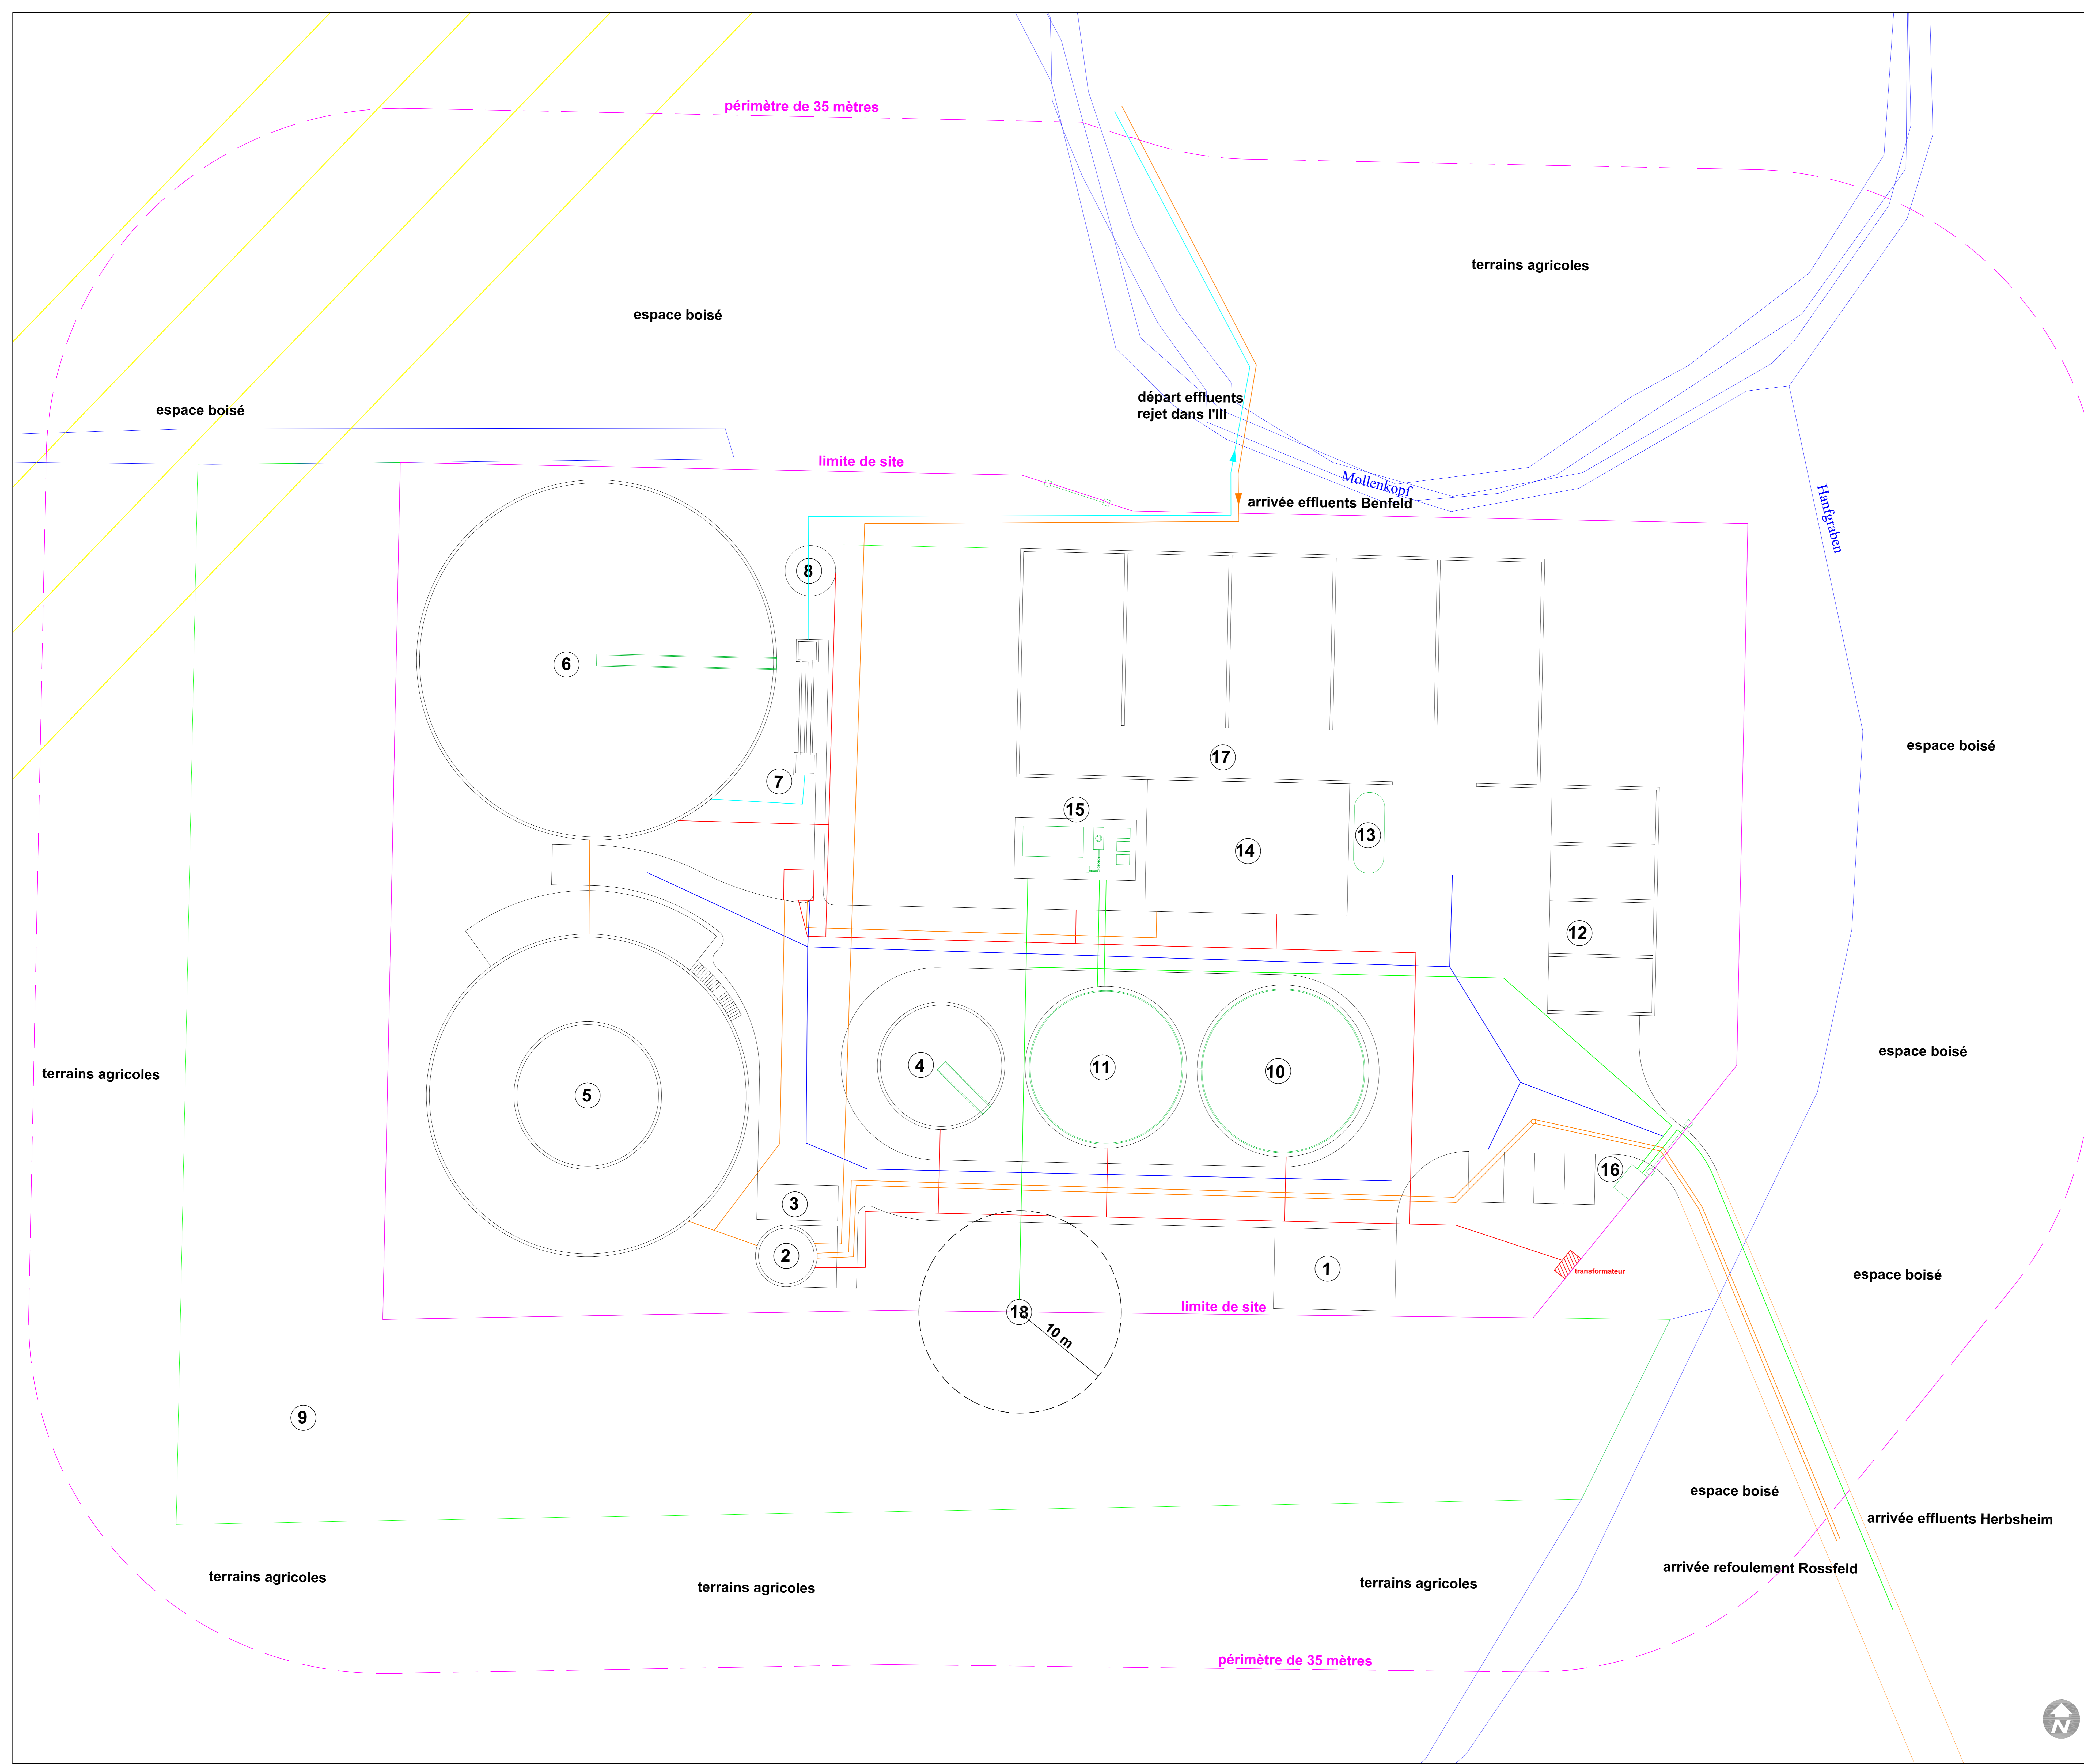 périmètre de 35 mètres
terrains agricoles
espace boisé
départ effluents
rejet dans l'Ill
espace boisé
limite de site
Mollenkopf
arrivée effluents Benfeld
Hanfgraben
8
6
17
espace boisé
7
15
13
14
12
espace boisé
terrains agricoles
4
11
10
5
16
3
2
1
transformateur
espace boisé
limite de site
18
10 m
9
espace boisé
arrivée effluents Herbsheim
arrivée refoulement Rossfeld
terrains agricoles
terrains agricoles
terrains agricoles
périmètre de 35 mètres
N